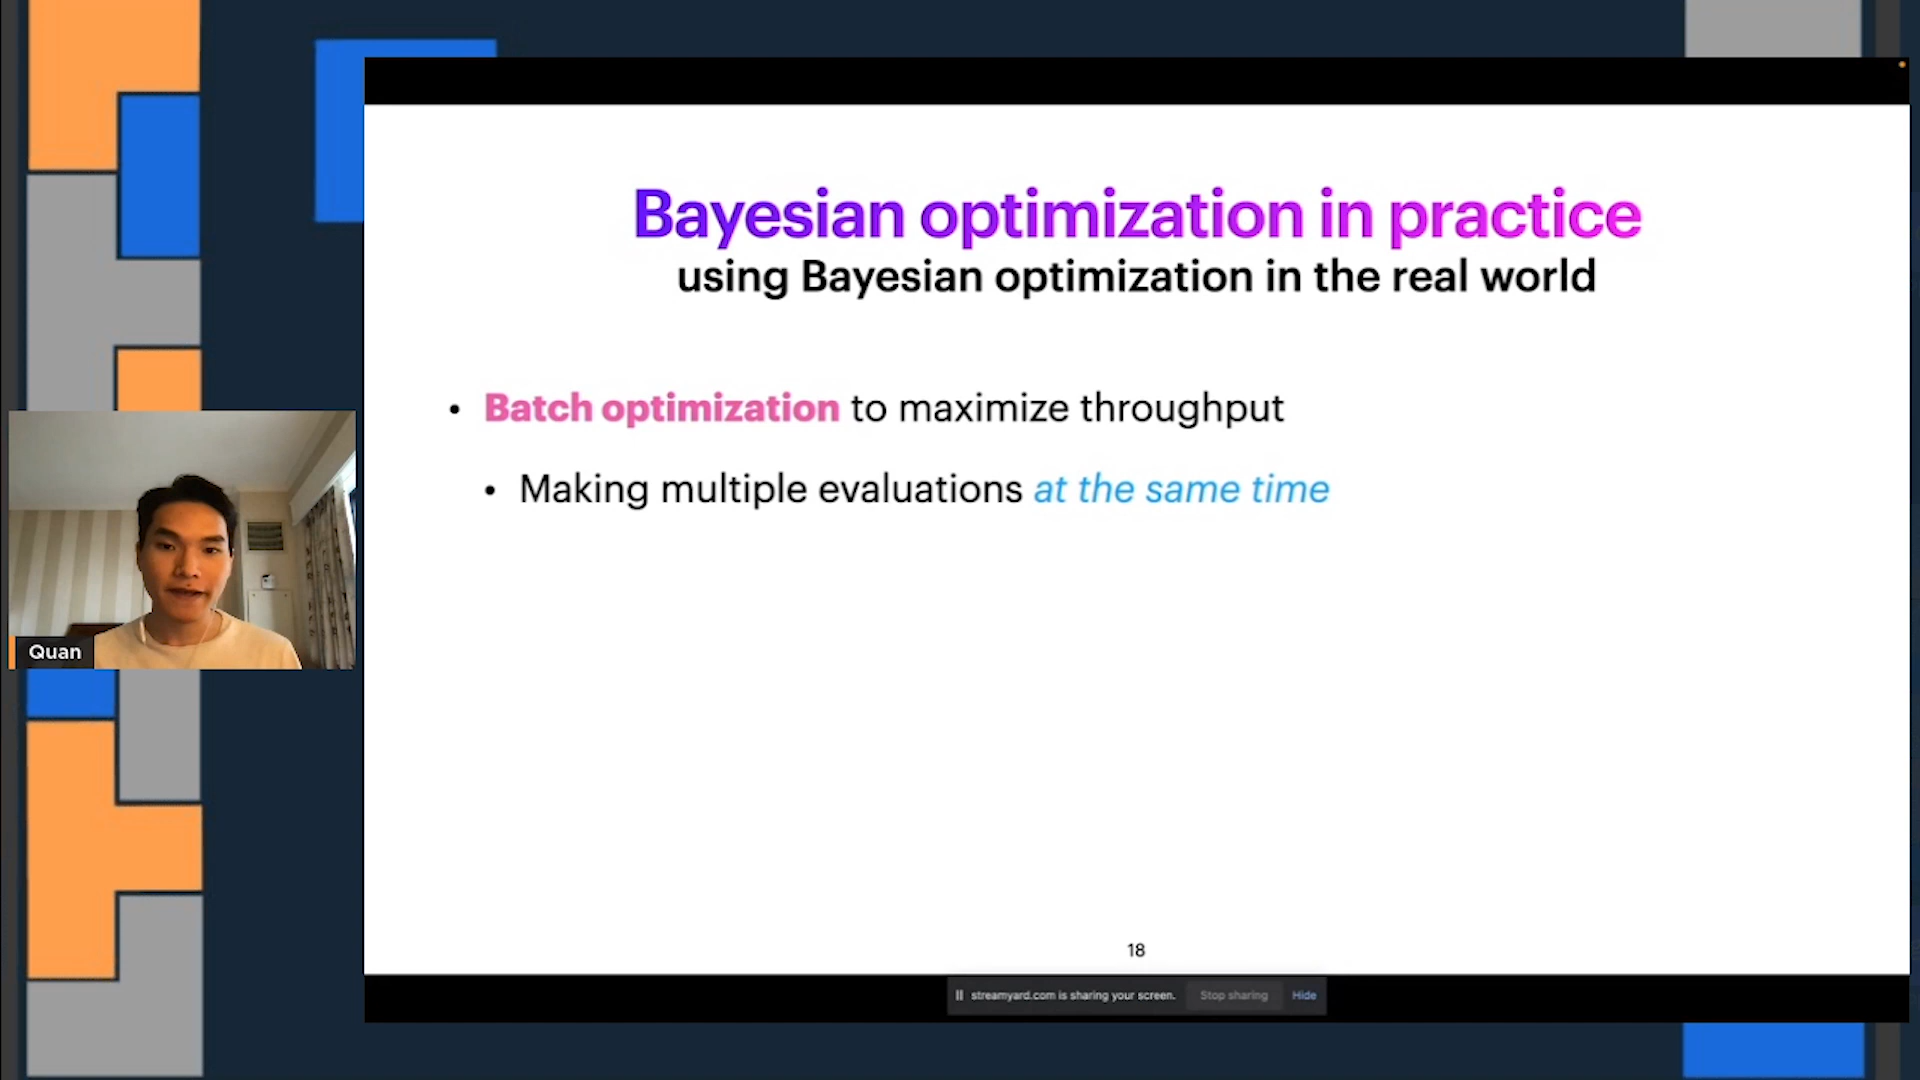 Bayesian optimization in practice
using Bayesian optimization in the real world
• Batch optimization to maximize throughput
• Making multiple evaluations at the same time
Quan
18
streamyard.com is sharing your screen. Stop sharing Hide